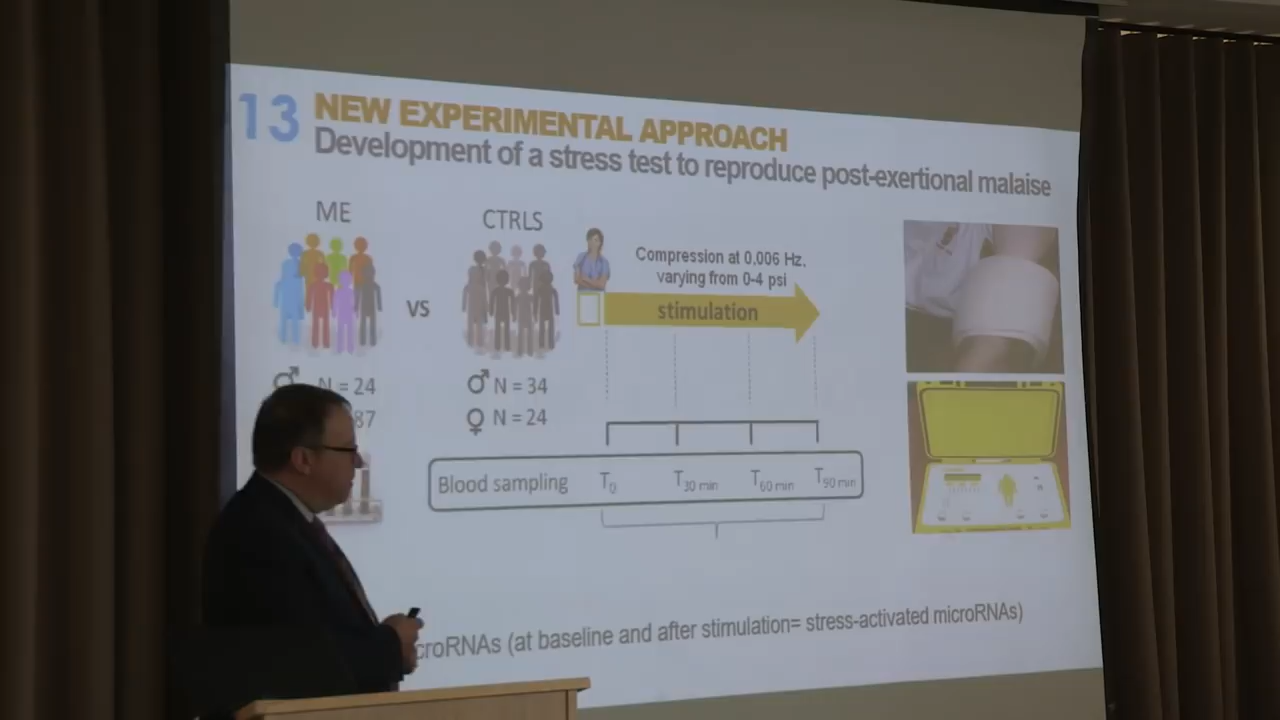 13
NEW EXPERIMENTAL APPROACH
Development of a stress test to reproduce post-exertional malaise
ME
vs
CTRLS
Compression at 0.006 Hz,
varying from 0-4 psi
stimulation
N = 24
87
N = 34
N = 24
Blood sampling T0 T30 min T60 min T90 min
croRNAs (at baseline and after stimulation= stress-activated microRNAs)